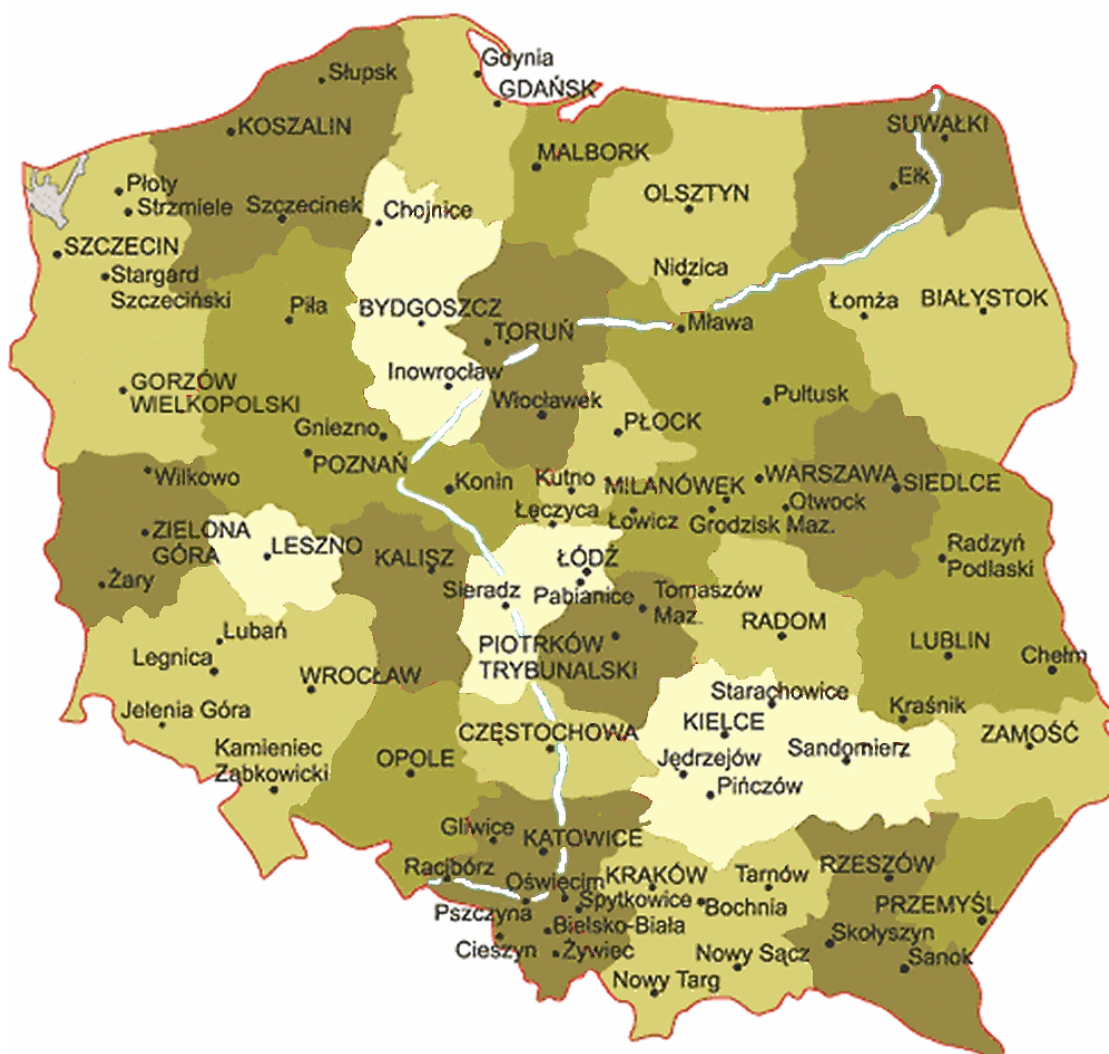 Gdynia
GDAŃSK
Słupsk
KOSZALIN
SUWAŁKI
MALBORK
Ełk
Płoty
Strzmiele
Szczecinek
Chojnice
OLSZTYN
SZCZECIN
Stargard
Szczeciński
Nidzica
Piła
BYDGOSZCZ
TORUŃ
Mława
Łomża
BIAŁYSTOK
Inowrocław
GORZÓW
WIELKOPOLSKI
Włocławek
Pułtusk
Gniezno
PŁOCK
POZNAŃ
Wilkowo
Konin
Kutno
MILANÓWEK
WARSZAWA
SIEDLCE
Otwock
Łęczyca
Łowicz
Grodzisk Maz.
ZIELONA
GÓRA
LESZNO
KALISZ
ŁÓDŹ
Radzyń
Podlaski
Żary
Sieradz
Pabianice
Tomaszów
Maz.
RADOM
Lubań
Legnica
PIOTRKÓW
TRYBUNALSKI
LUBLIN
Chełm
WROCŁAW
Starachowice
Kraśnik
Jelenia Góra
CZĘSTOCHOWA
KIELCE
ZAMOŚĆ
Kamieniec
Ząbkowicki
OPOLE
Jędrzejów
Sandomierz
Pińczów
Gliwice
KATOWICE
Racibórz
Oświęcim
KRAKÓW
Tarnów
RZESZÓW
Spytkowice
Bochnia
PRZEMYŚL
Pszczyna
Bielsko-Biała
Cieszyn
Żywiec
Nowy Sącz
Skołyszyn
Sanok
Nowy Targ